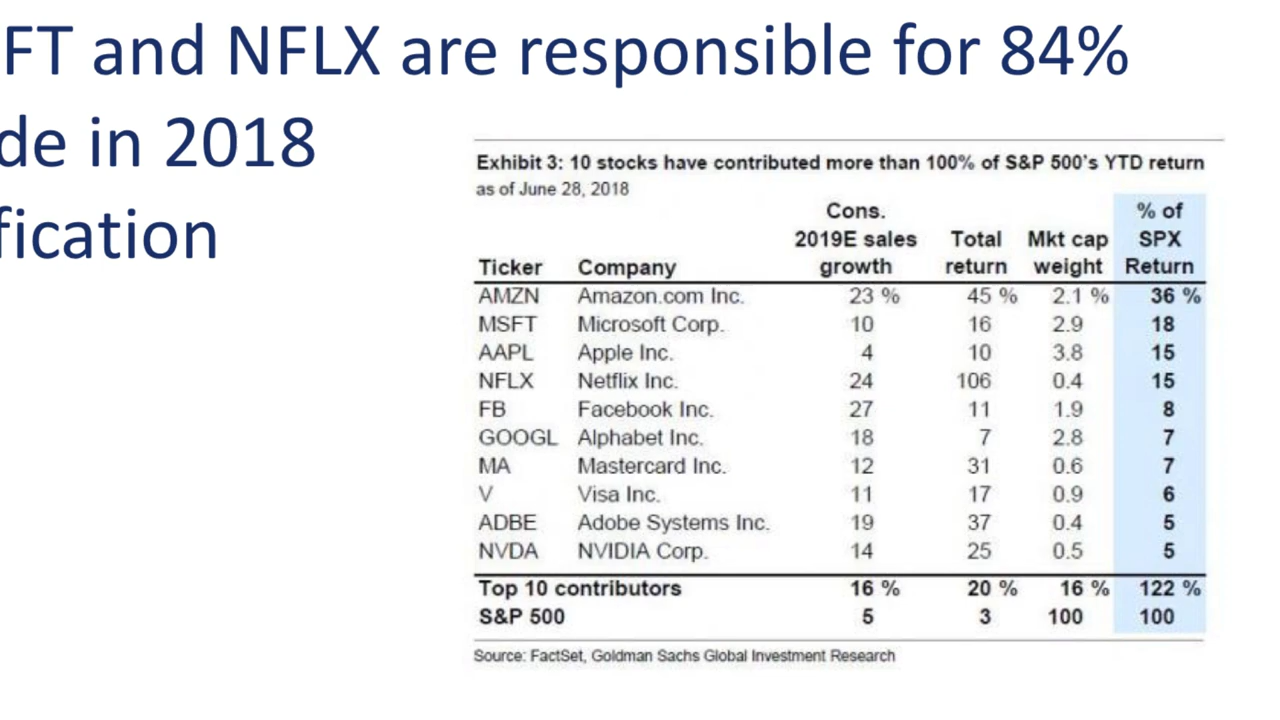 FT and NFLX are responsible for 84%
de in 2018
fication
Exhibit 3: 10 stocks have contributed more than 100% of S&P 500's YTD return
as of June 28, 2018
Cons. % of
2019E sales Total Mkt cap SPX
Ticker Company growth return weight Return
AMZN Amazon.com Inc. 23 % 45 % 2.1 % 36 %
MSFT Microsoft Corp. 10 16 2.9 18
AAPL Apple Inc. 4 10 3.8 15
NFLX Netflix Inc. 24 106 0.4 15
FB Facebook Inc. 27 11 1.9 8
GOOGL Alphabet Inc. 18 7 2.8 7
MA Mastercard Inc. 12 31 0.6 7
V Visa Inc. 11 17 0.9 6
ADBE Adobe Systems Inc. 19 37 0.4 5
NVDA NVIDIA Corp. 14 25 0.5 5
Top 10 contributors 16 % 20 % 16 % 122 %
S&P 500 5 3 100 100
Source: FactSet, Goldman Sachs Global Investment Research